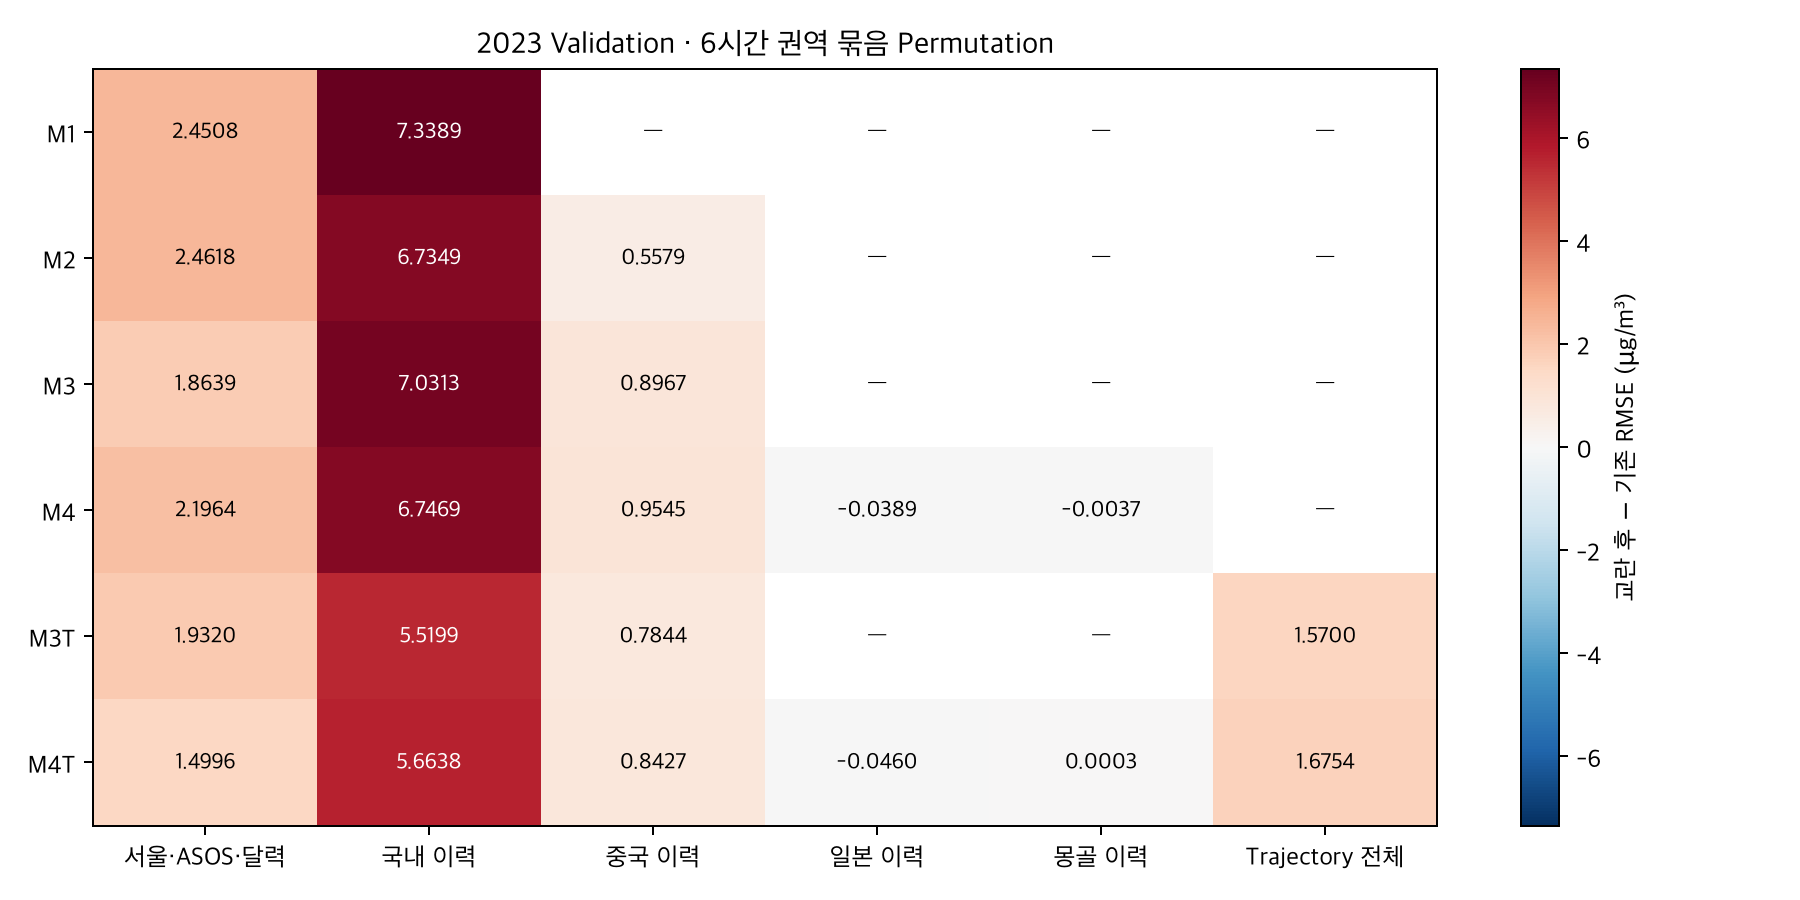 2023 Validation · 6시간 권역 묶음 Permutation
M1 2.4508 7.3389 — — — —
M2 2.4618 6.7349 0.5579 — — —
M3 1.8639 7.0313 0.8967 — — —
M4 2.1964 6.7469 0.9545 -0.0389 -0.0037 —
M3T 1.9320 5.5199 0.7844 — — 1.5700
M4T 1.4996 5.6638 0.8427 -0.0460 0.0003 1.6754
서울·ASOS·달력 국내 이력 중국 이력 일본 이력 몽골 이력 Trajectory 전체
6
4
2
0
-2
-4
-6
교란 후 − 기존 RMSE (µg/m³)